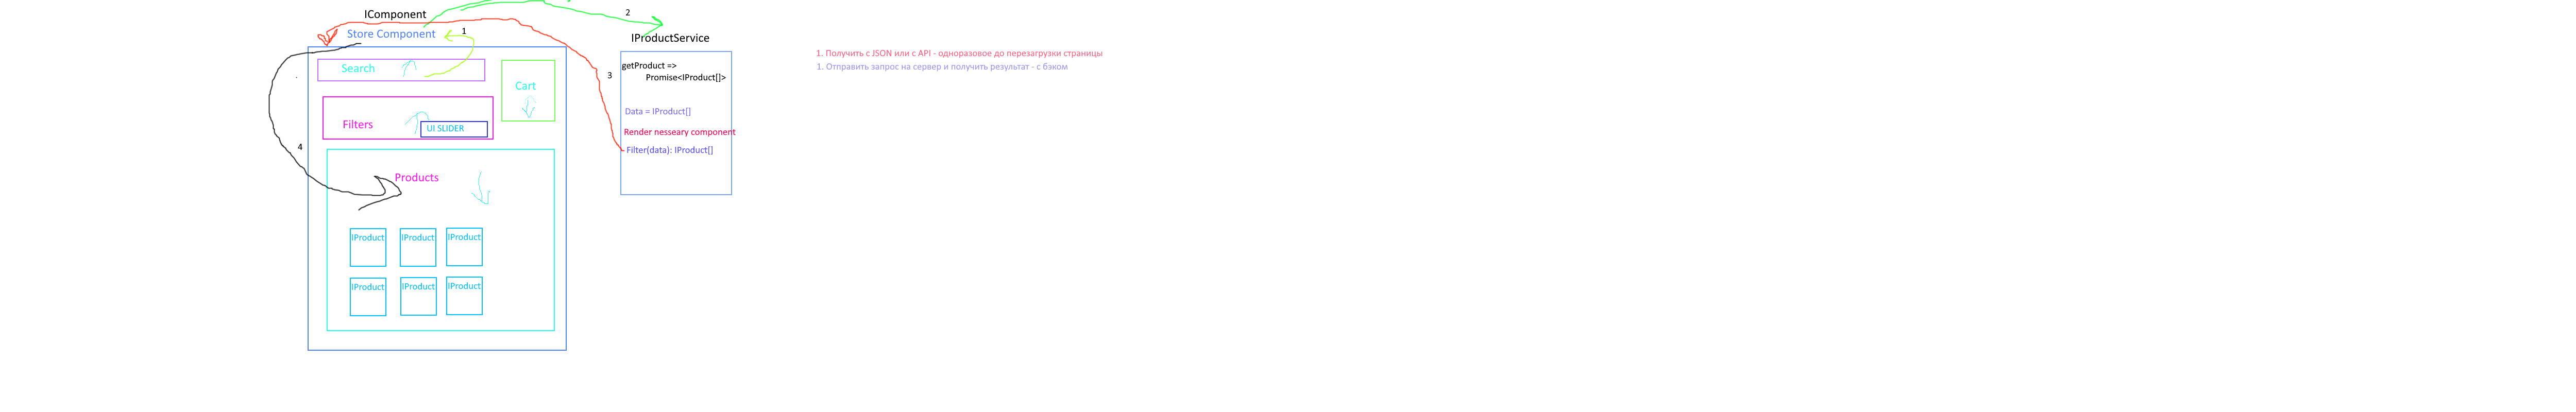 IComponent
2
1
Store Component
IProductService
1. Получить с JSON или с API - одноразовое до перезагрузки страницы
1. Отправить запрос на сервер и получить результат - с бэком
Search
getProduct =>
Promise<IProduct[]>
3
Cart
Data = IProduct[]
Filters
UI SLIDER
Render nesseary component
4
Filter(data): IProduct[]
Products
IProduct
IProduct
IProduct
IProduct
IProduct
IProduct